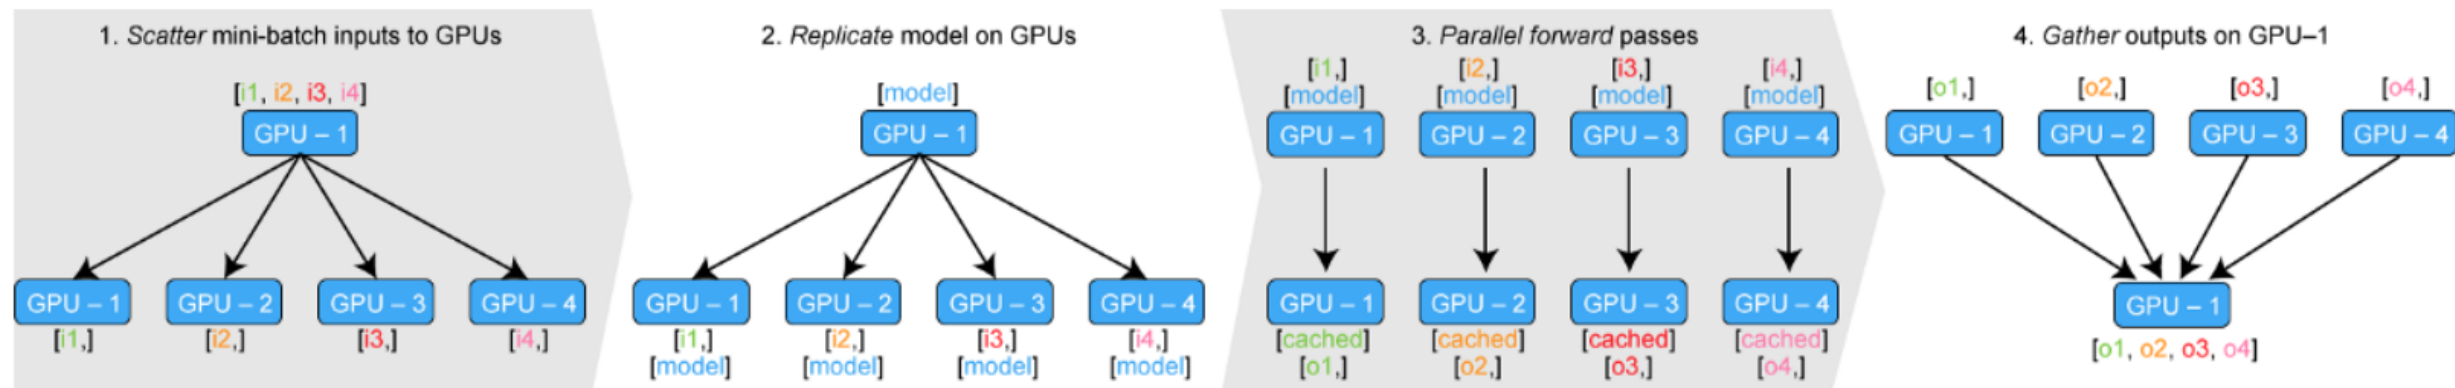 1. Scatter mini-batch inputs to GPUs
[i1, i2, i3, i4]
GPU – 1
GPU – 1 GPU – 2 GPU – 3 GPU – 4
[i1,] [i2,] [i3,] [i4,]
2. Replicate model on GPUs
[model]
GPU – 1
GPU – 1 GPU – 2 GPU – 3 GPU – 4
[i1,] [i2,] [i3,] [i4,]
[model] [model] [model] [model]
3. Parallel forward passes
[i1,] [i2,] [i3,] [i4,]
[model] [model] [model] [model]
GPU – 1 GPU – 2 GPU – 3 GPU – 4
GPU – 1 GPU – 2 GPU – 3 GPU – 4
[cached] [cached] [cached] [cached]
[o1,] [o2,] [o3,] [o4,]
4. Gather outputs on GPU–1
[o1,] [o2,] [o3,] [o4,]
GPU – 1 GPU – 2 GPU – 3 GPU – 4
GPU – 1
[o1, o2, o3, o4]